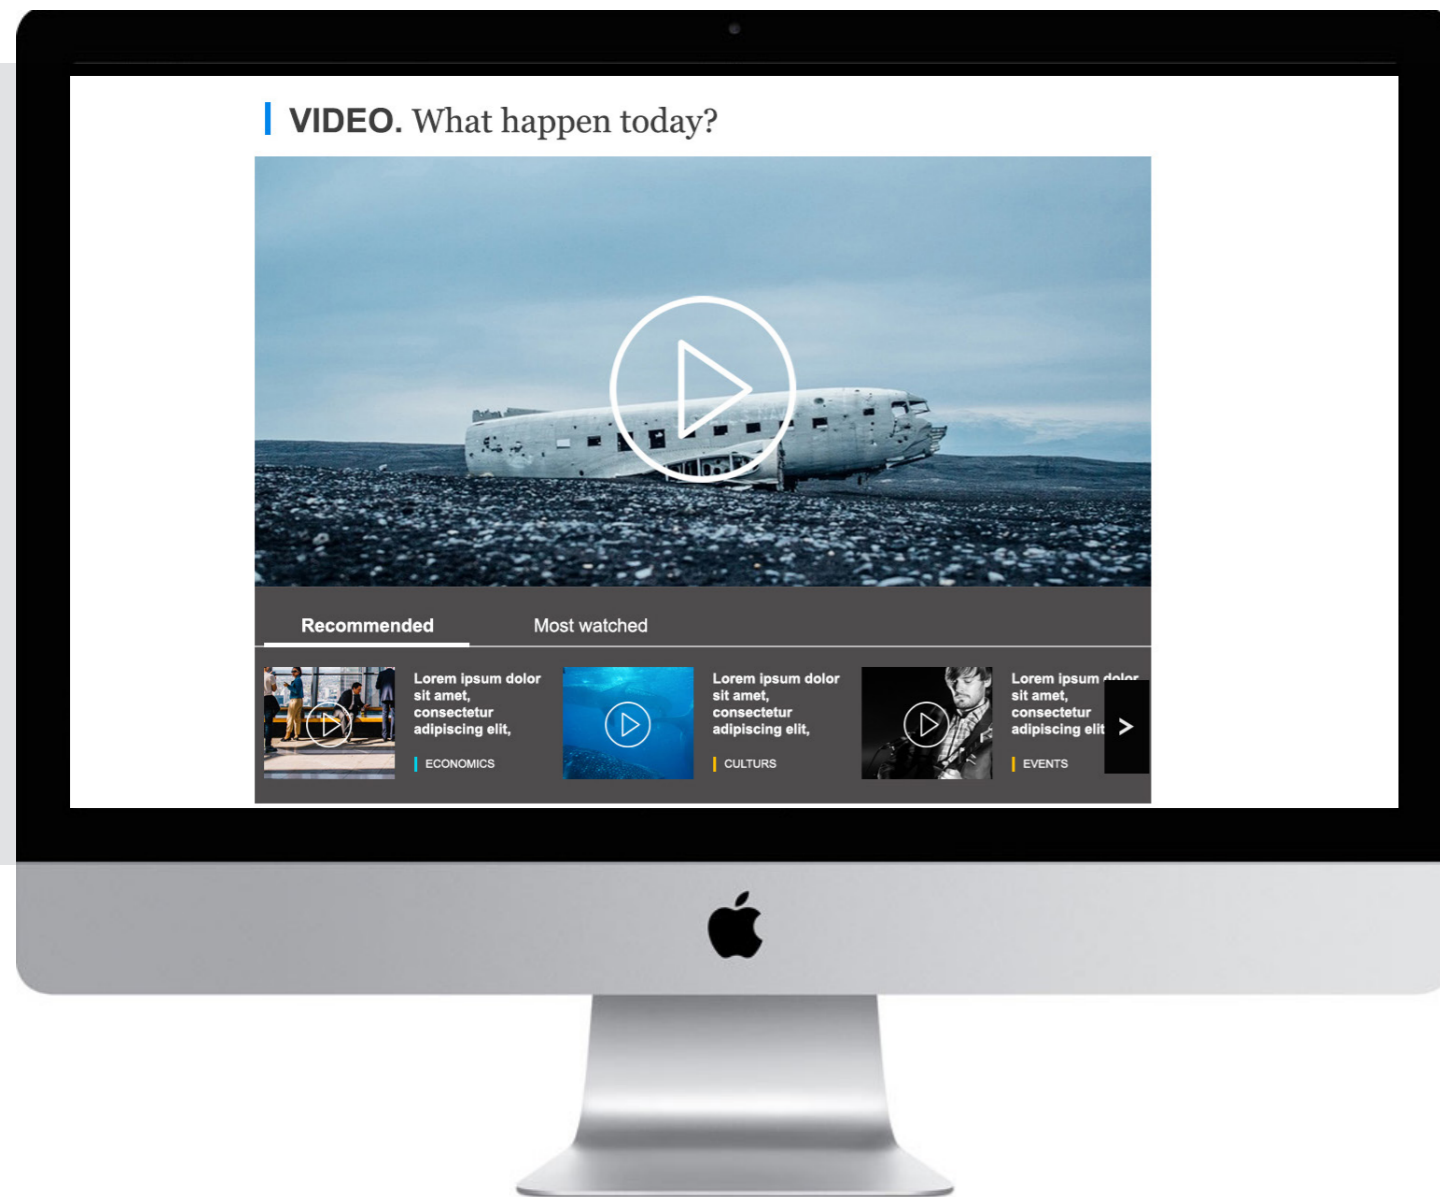 VIDEO. What happen today?
Recommended
Most watched
Lorem ipsum dolor
sit amet,
consectetur
adipiscing elit,
ECONOMICS
Lorem ipsum dolor
sit amet,
consectetur
adipiscing elit,
CULTURS
Lorem ipsum dolor
sit amet,
consectetur
adipiscing elit
EVENTS